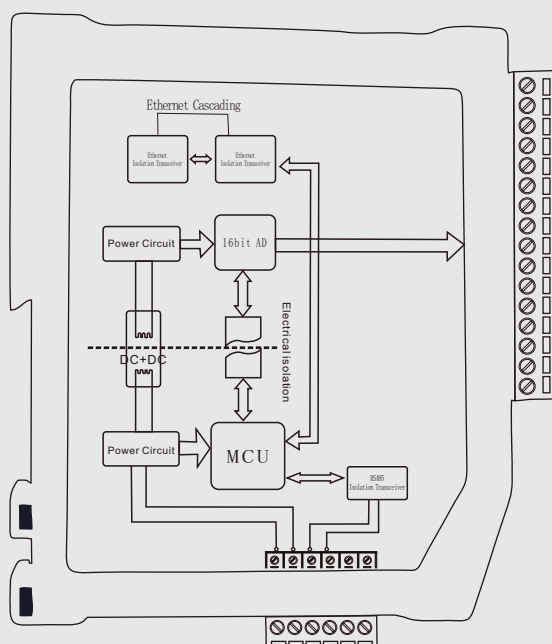 Ethernet Cascading
Ethernet
Isolation Transceiver
Ethernet
Isolation Transceiver
Power Circuit
16bit AD
Electrical isolation
DC+DC
Power Circuit
MCU
RS485
Isolation Transceiver